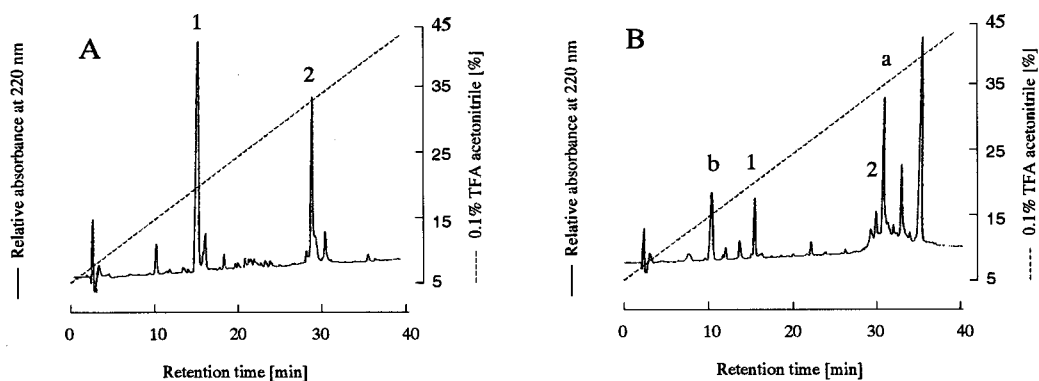 A
1
2
Relative absorbance at 220 nm
45
35
25
15
5
0.1% TFA acetonitrile [%]
0 10 20 30 40
Retention time [min]
B
b
1
2
a
Relative absorbance at 220 nm
45
35
25
15
5
0.1% TFA acetonitrile [%]
0 10 20 30 40
Retention time [min]